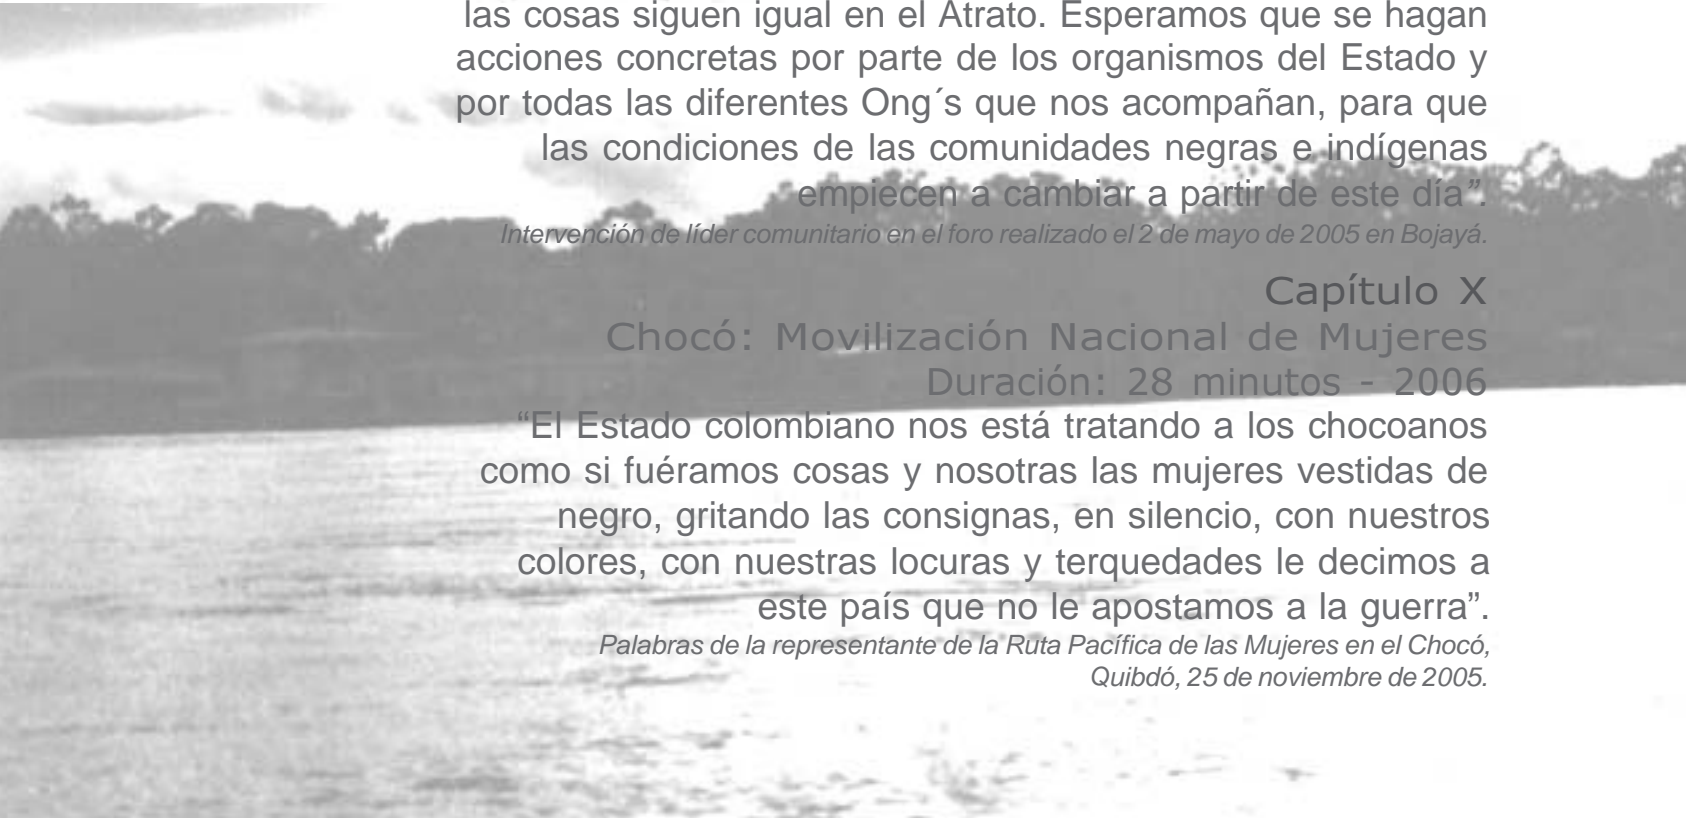 las cosas siguen igual en el Atrato. Esperamos que se hagan
acciones concretas por parte de los organismos del Estado y
por todas las diferentes Ong´s que nos acompañan, para que
las condiciones de las comunidades negras e indígenas
empiecen a cambiar a partir de este día”.
Intervención de líder comunitario en el foro realizado el 2 de mayo de 2005 en Bojayá.
Capítulo X
Chocó: Movilización Nacional de Mujeres
Duración: 28 minutos - 2006
“El Estado colombiano nos está tratando a los chocoanos
como si fuéramos cosas y nosotras las mujeres vestidas de
negro, gritando las consignas, en silencio, con nuestros
colores, con nuestras locuras y terquedades le decimos a
este país que no le apostamos a la guerra”.
Palabras de la representante de la Ruta Pacífica de las Mujeres en el Chocó,
Quibdó, 25 de noviembre de 2005.